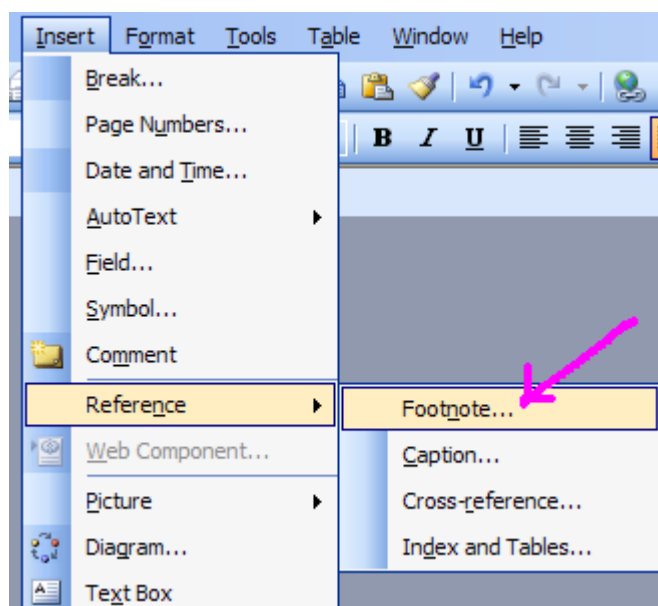 Insert Format Tools Table Window Help
B I U
Break...
Page Numbers...
Date and Time...
AutoText
Field...
Symbol...
Comment
Reference
Web Component...
Picture
Diagram...
Text Box
Footnote...
Caption...
Cross-reference...
Index and Tables...